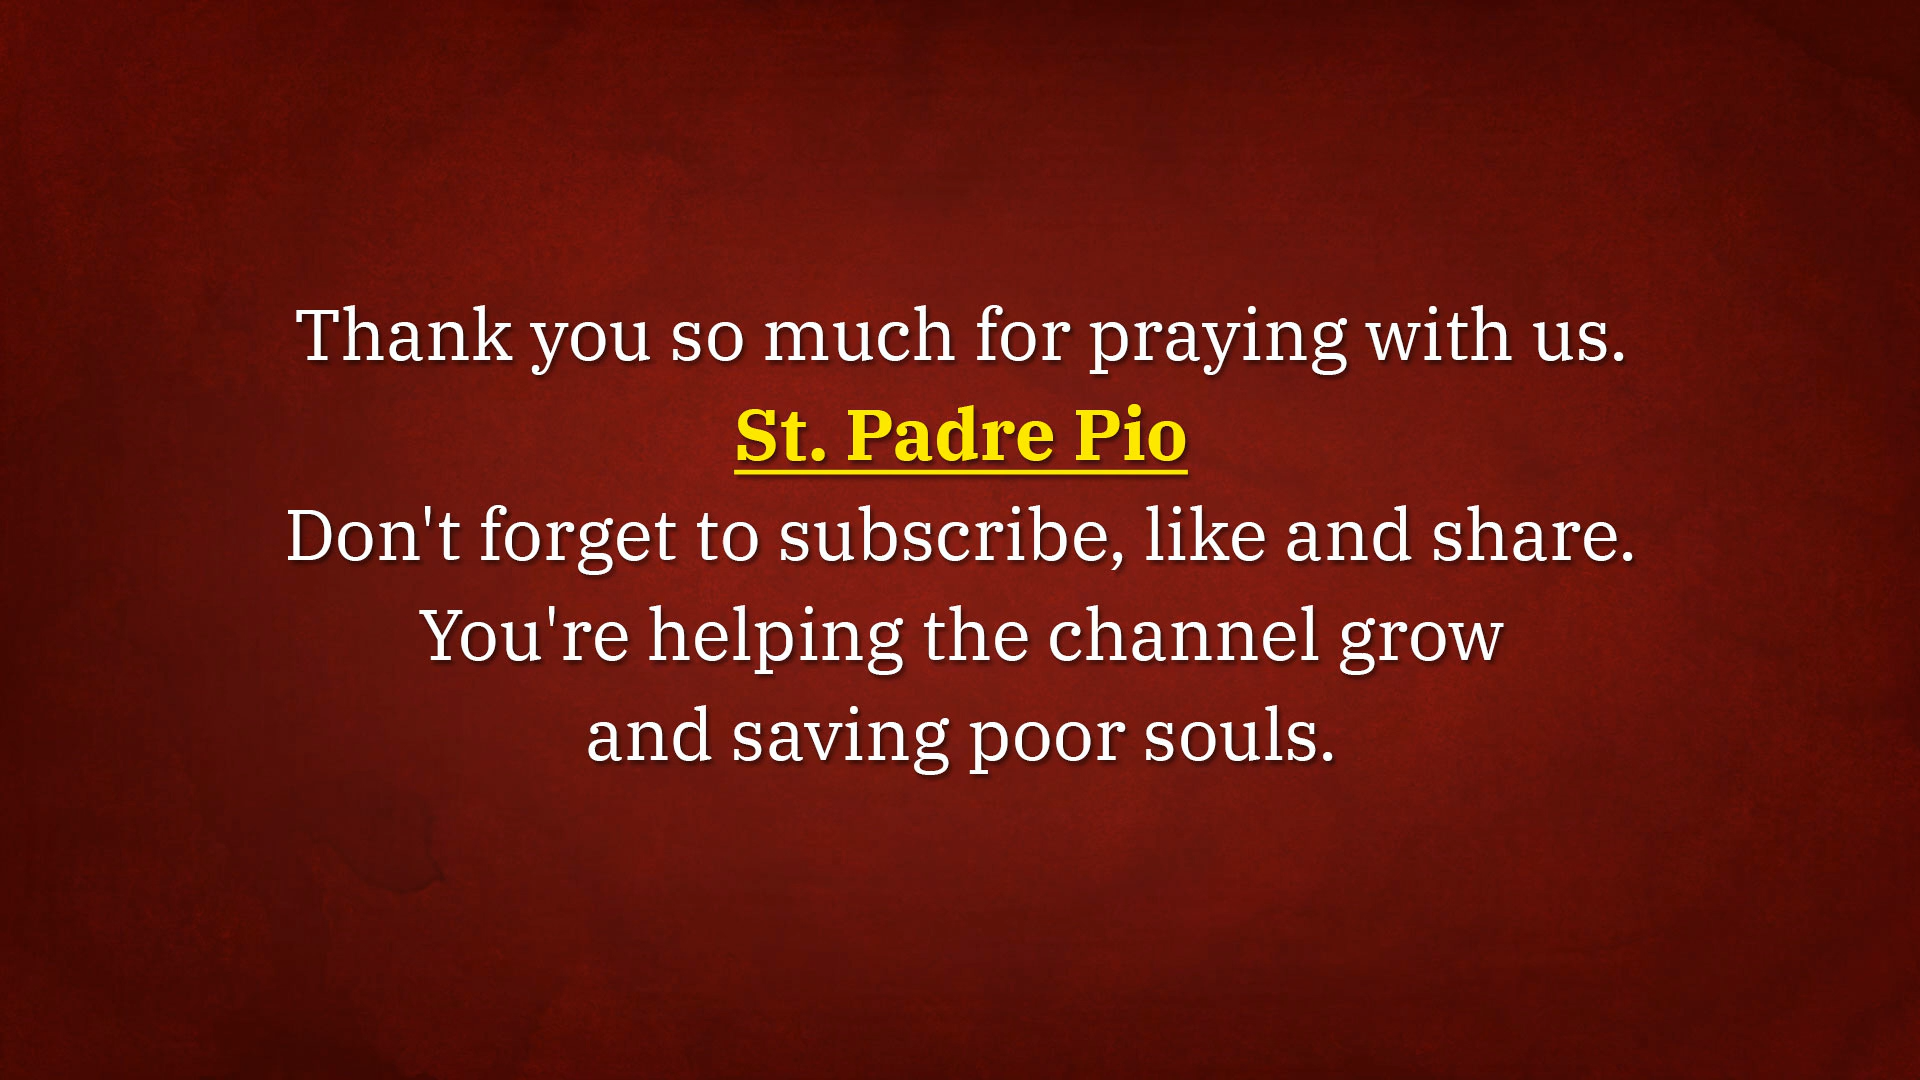 Thank you so much for praying with us.
St. Padre Pio
Don't forget to subscribe, like and share.
You're helping the channel grow
and saving poor souls.